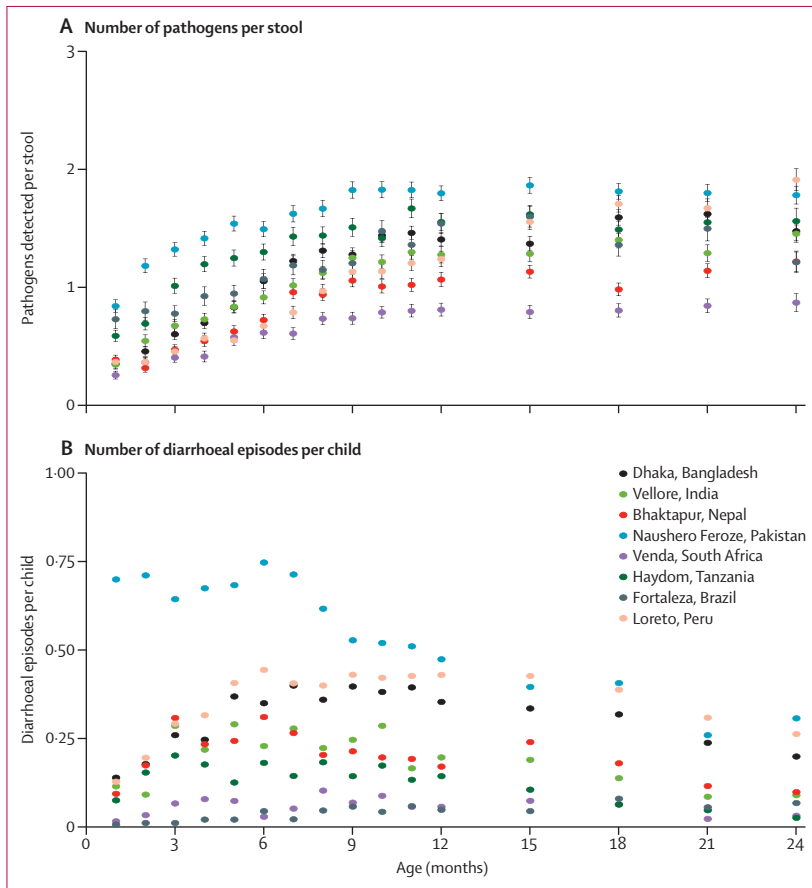 A Number of pathogens per stool
3
2
1
0
Pathogens detected per stool
B Number of diarrhoeal episodes per child
1·00
0·75
0·50
0·25
0
Diarrhoeal episodes per child
Dhaka, Bangladesh
Vellore, India
Bhaktapur, Nepal
Naushero Feroze, Pakistan
Venda, South Africa
Haydom, Tanzania
Fortaleza, Brazil
Loreto, Peru
3 6 9 12 15 18 21 24
Age (months)